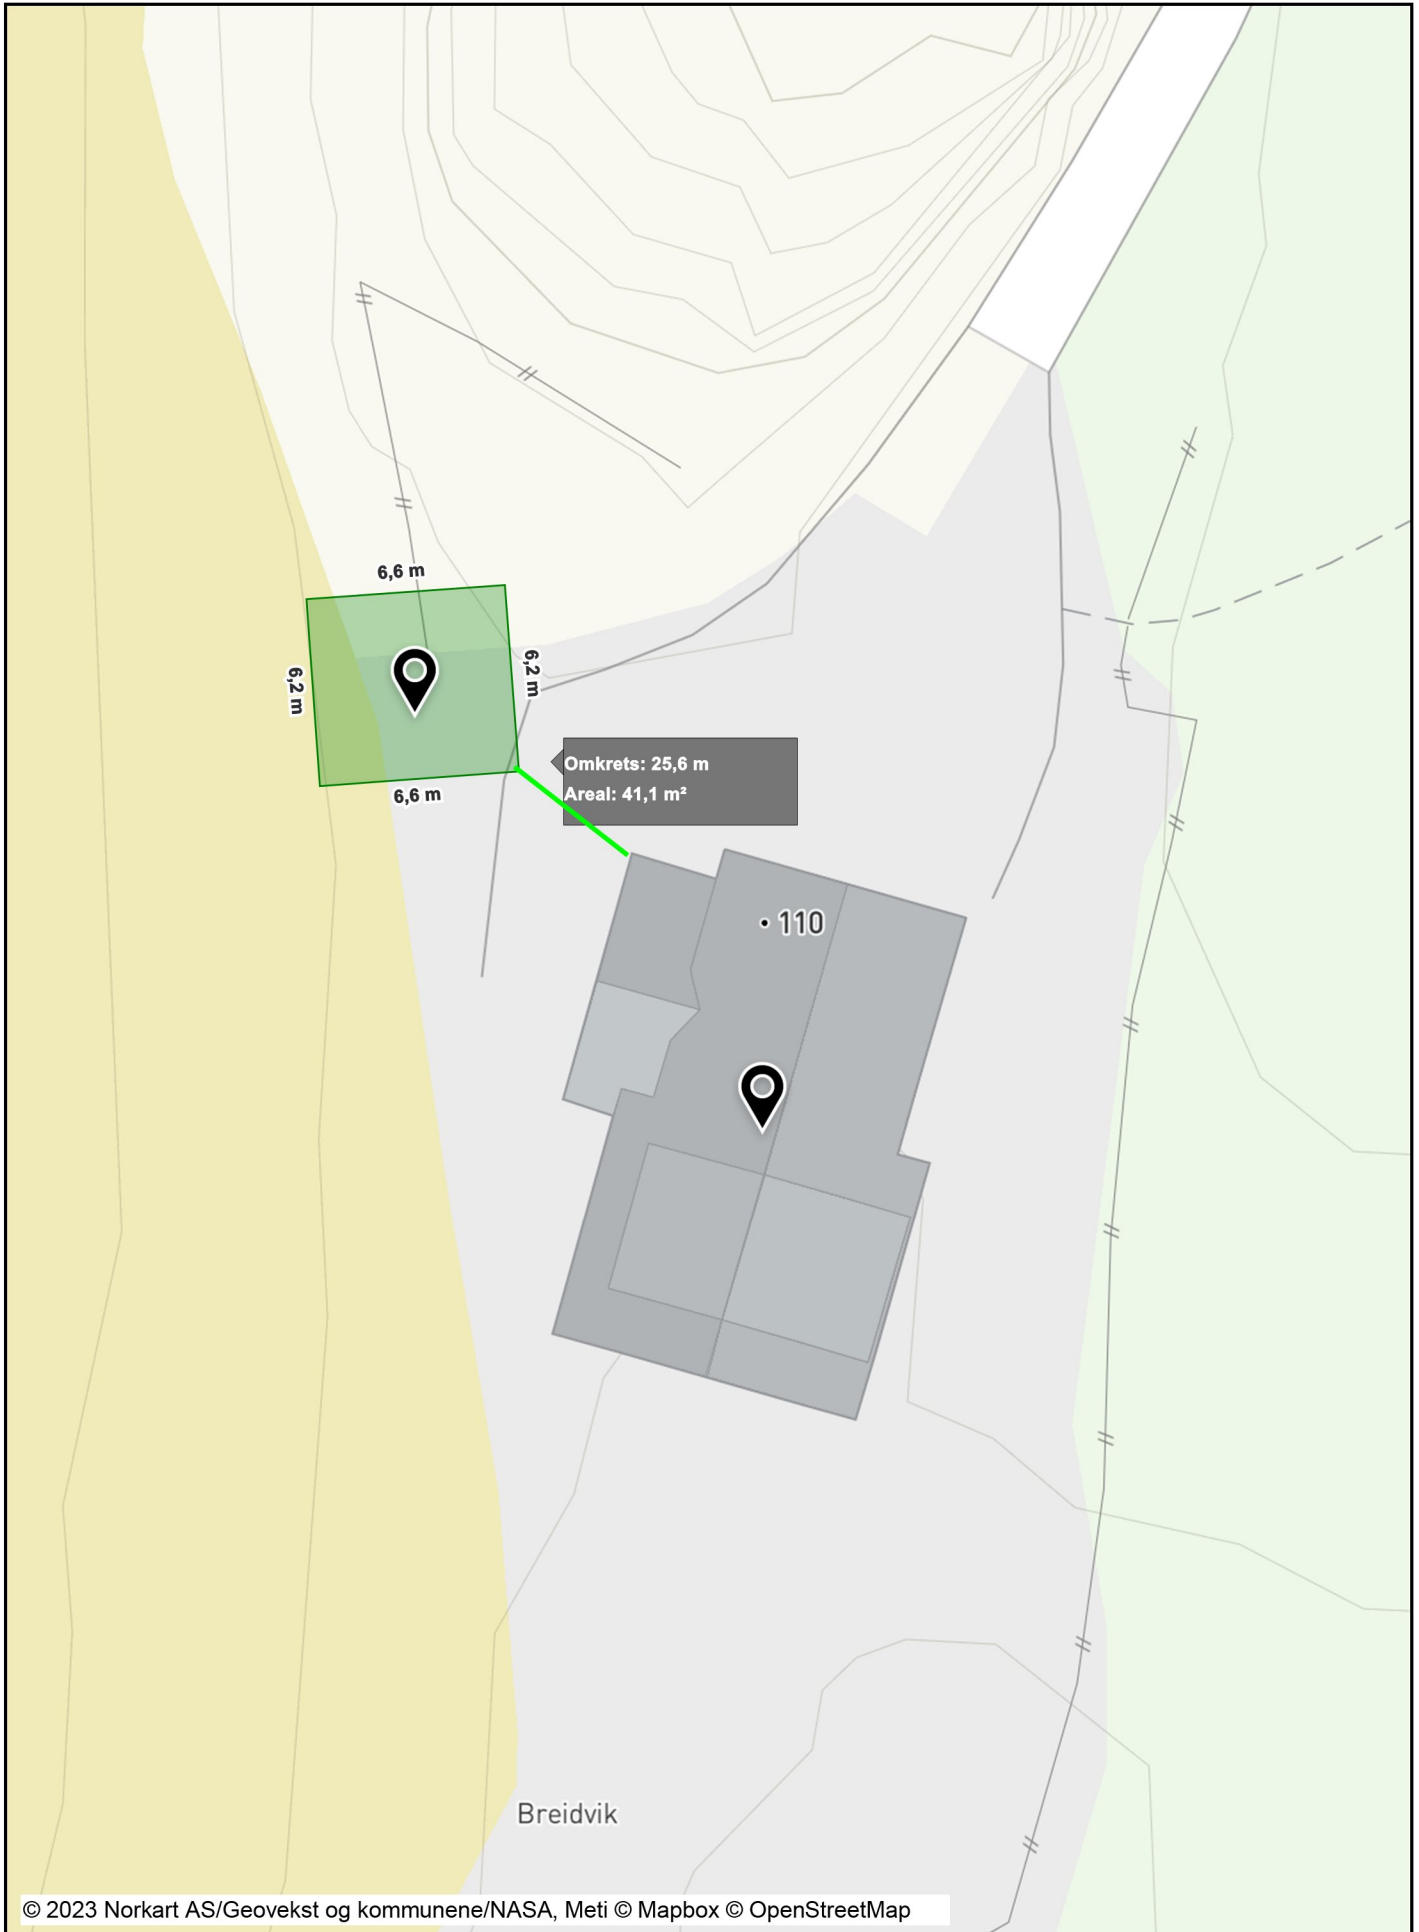 6,6 m
6,2 m
6,2 m
Omkrets: 25,6 m
Areal: 41,1 m²
6,6 m
110
Breidvik
© 2023 Norkart AS/Geovekst og kommunene/NASA, Meti © Mapbox © OpenStreetMap